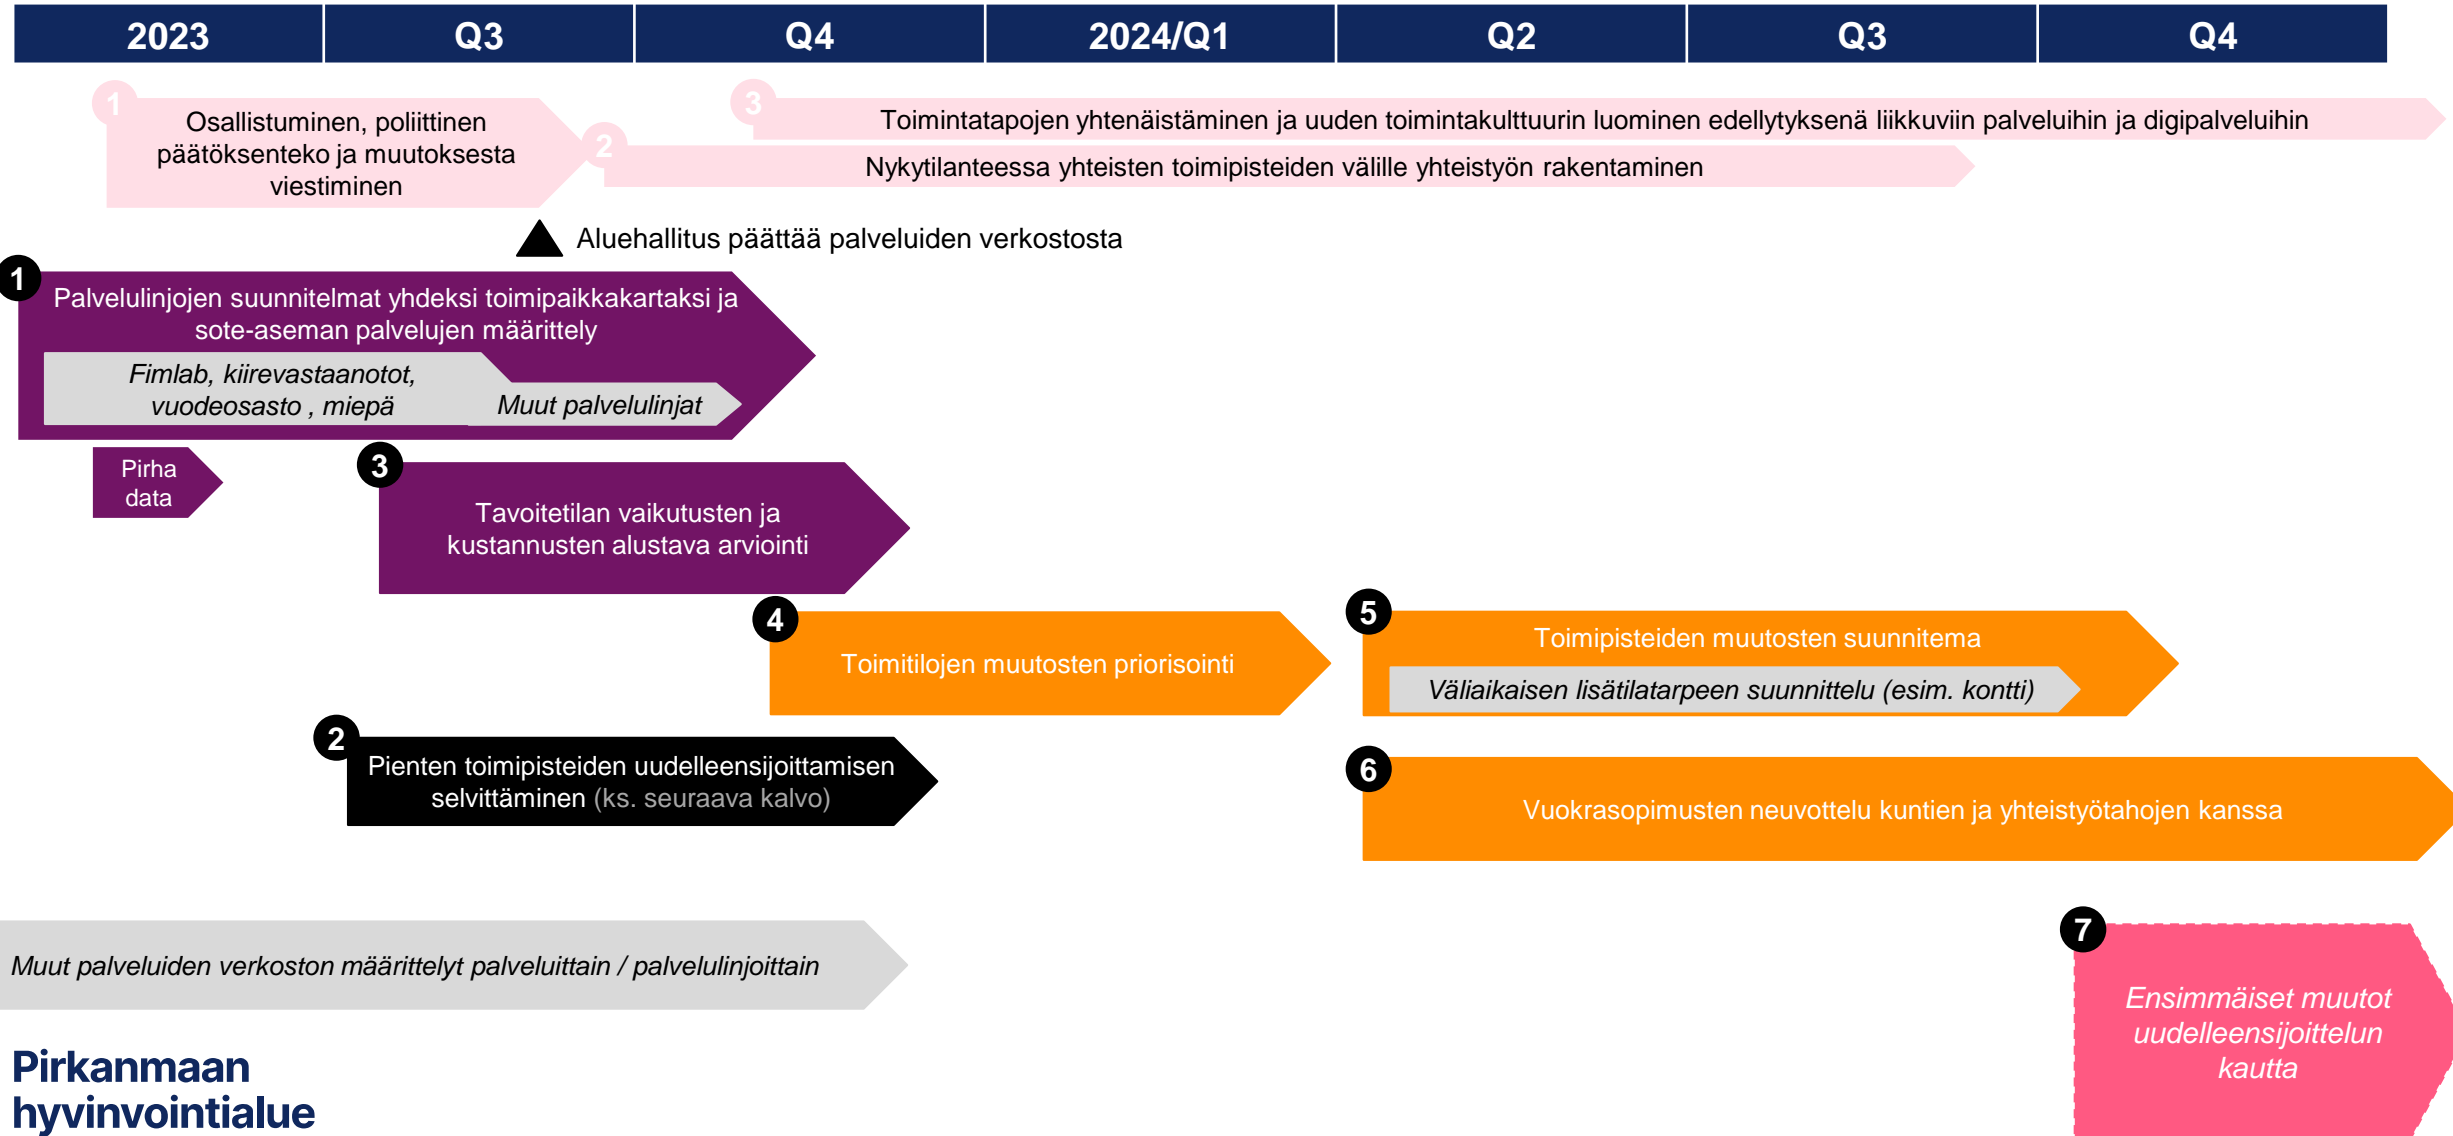 2023
Q3
Q4
2024/Q1
Q2
Q3
Q4
1
Osallistuminen, poliittinen
päätöksenteko ja muutoksesta
viestiminen
3
Toimintatapojen yhtenäistäminen ja uuden toimintakulttuurin luominen edellytyksenä liikkuviin palveluihin ja digipalveluihin
2
Nykytilanteessa yhteisten toimipisteiden välille yhteistyön rakentaminen
Aluehallitus päättää palveluiden verkostosta
1
Palvelulinjojen suunnitelmat yhdeksi toimipaikkakartaksi ja
sote-aseman palvelujen määrittely
Fimlab, kiirevastaanotot,
vuodeosasto , miepä
Muut palvelulinjat
Pirha
data
3
Tavoitetilan vaikutusten ja
kustannusten alustava arviointi
4
Toimitilojen muutosten priorisointi
5
Toimipisteiden muutosten suunnitema
Väliaikaisen lisätilatarpeen suunnittelu (esim. kontti)
2
Pienten toimipisteiden uudelleensijoittamisen
selvittäminen (ks. seuraava kalvo)
6
Vuokrasopimusten neuvottelu kuntien ja yhteistyötahojen kanssa
Muut palveluiden verkoston määrittelyt palveluittain / palvelulinjoittain
7
Ensimmäiset muutot
uudelleensijoittelun
kautta
Pirkanmaan
hyvinvointialue